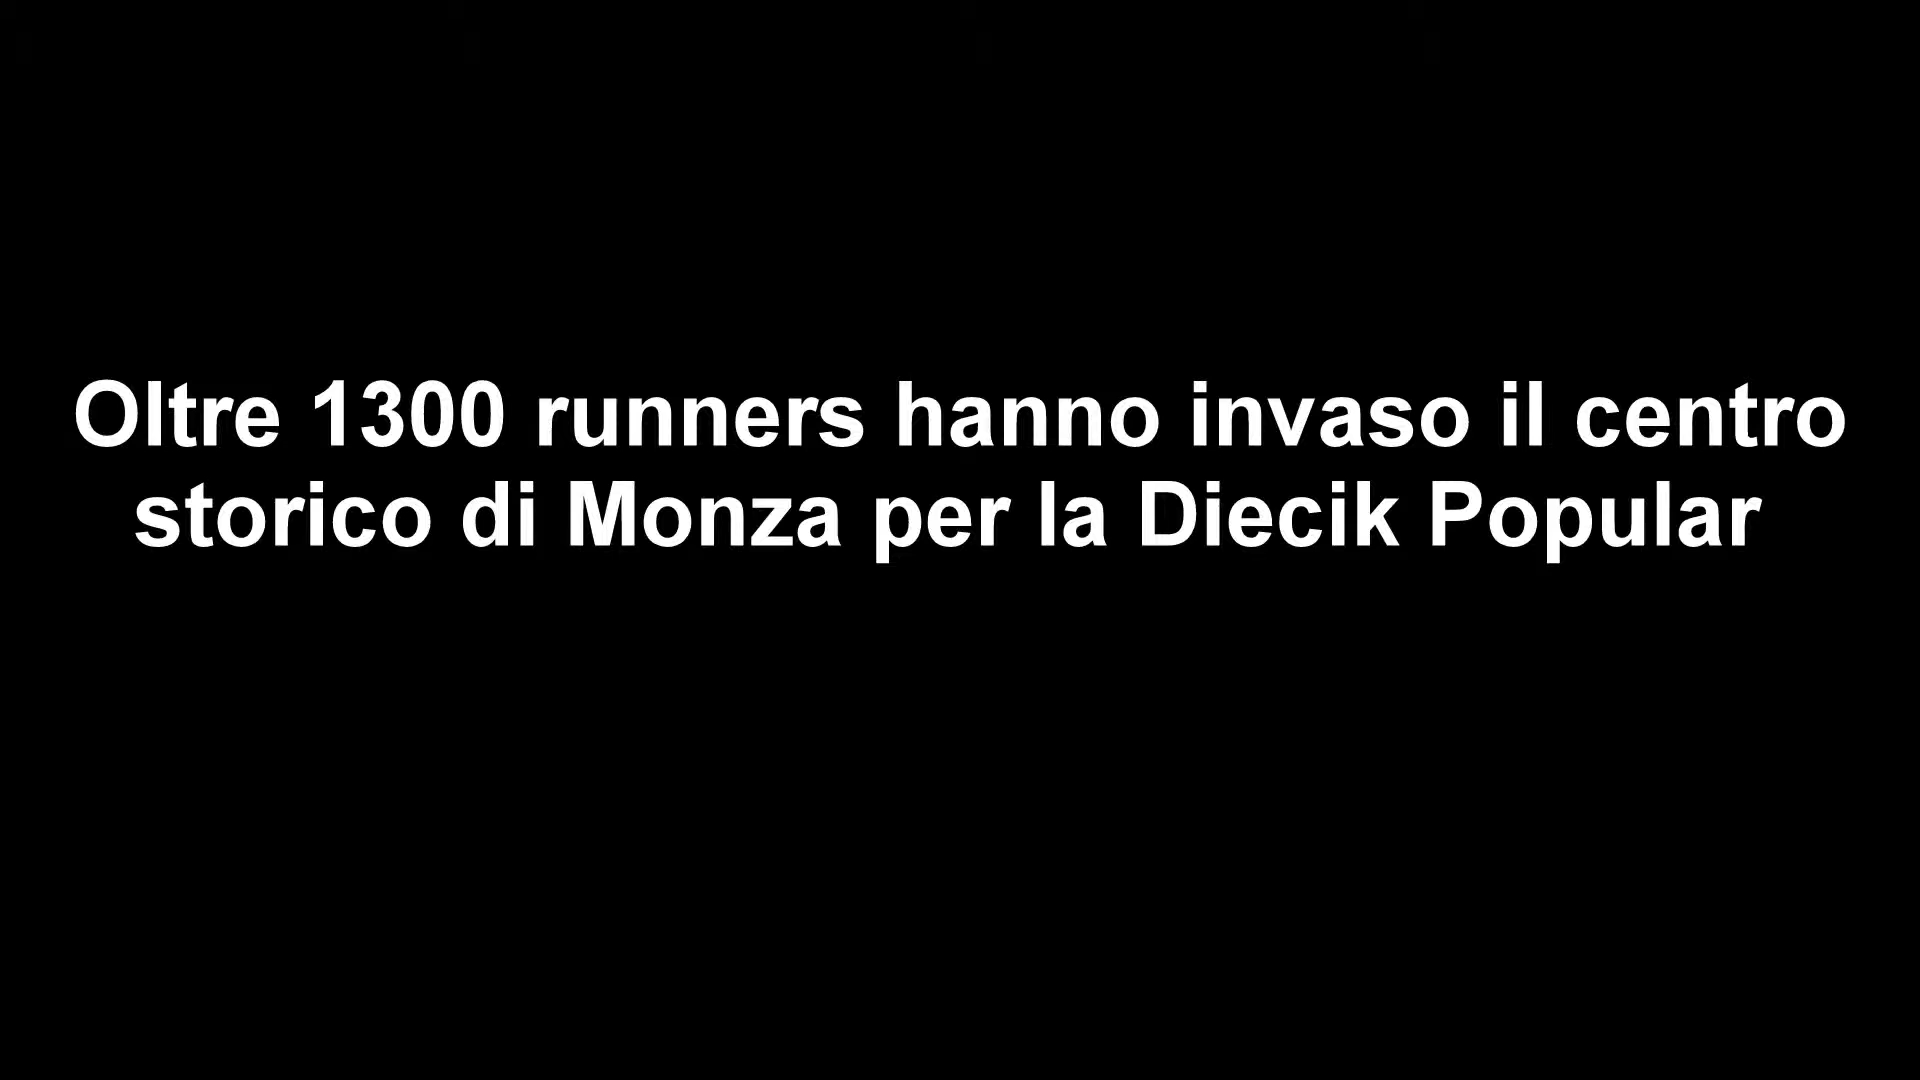 Oltre 1300 runners hanno invaso il centro
storico di Monza per la Diecik Popular